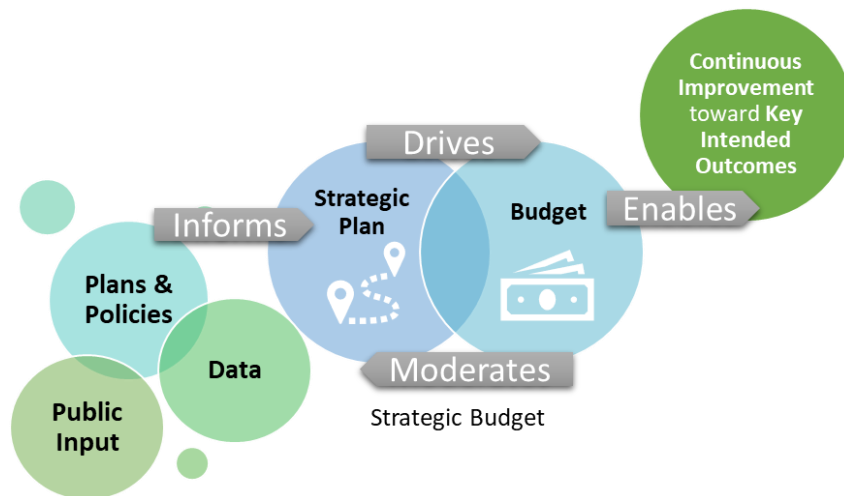 Continuous
Improvement
toward Key
Intended
Outcomes
Drives
Strategic
Plan
Budget
Enables
Informs
Plans &
Policies
Data
Moderates
Public
Input
Strategic Budget